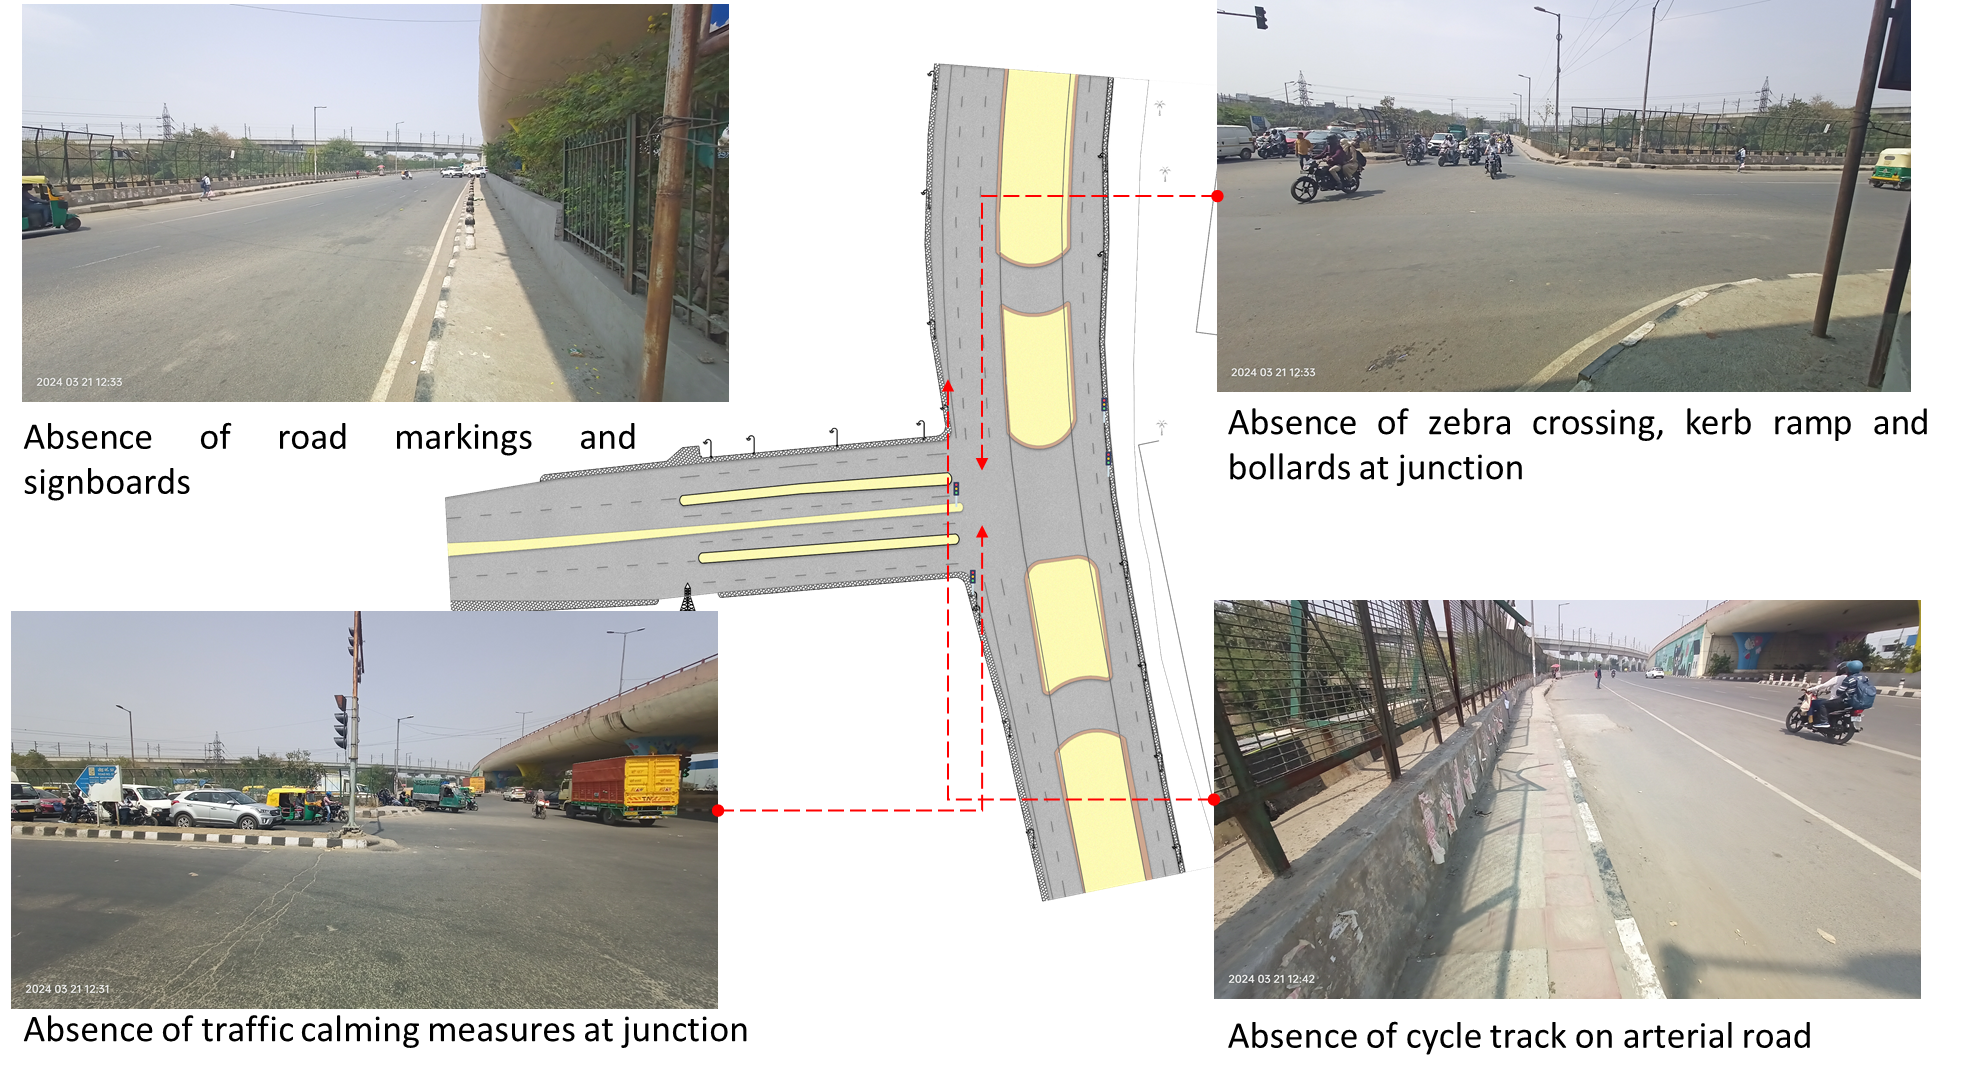 2024 03 21 12:33
Absence of road markings and
signboards
2024 03 21 12:33
Absence of zebra crossing, kerb ramp and
bollards at junction
2024 03 21 12:31
Absence of traffic calming measures at junction
2024 03 21 12:42
Absence of cycle track on arterial road